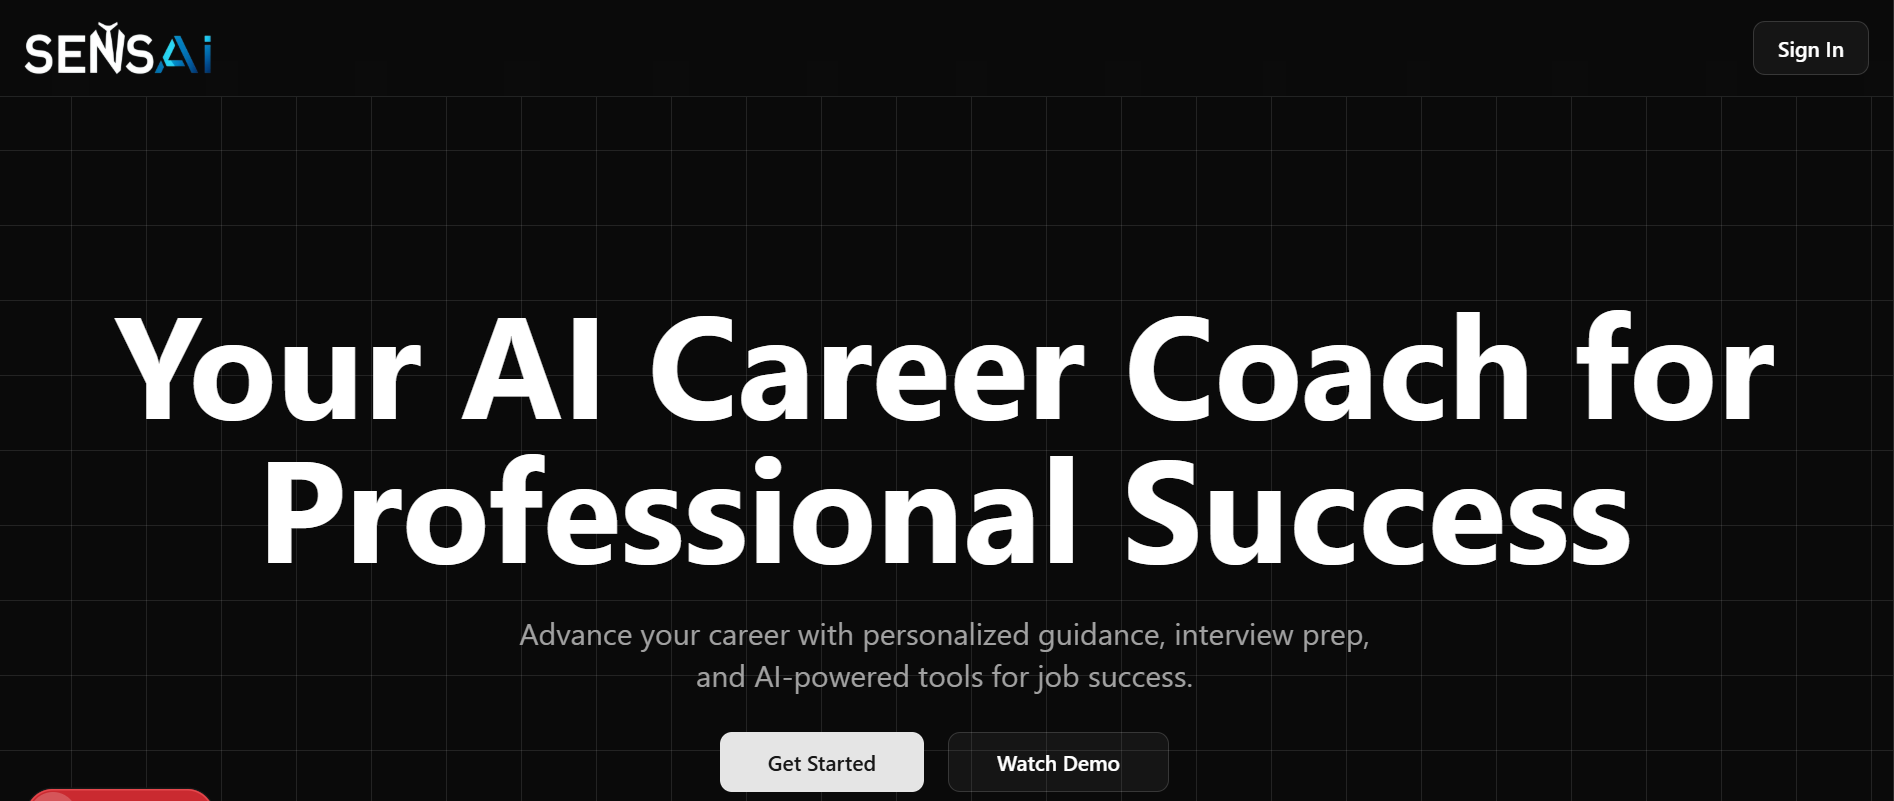 SENSAi
Sign In
Your AI Career Coach for
Professional Success
Advance your career with personalized guidance, interview prep,
and AI-powered tools for job success.
Get Started
Watch Demo